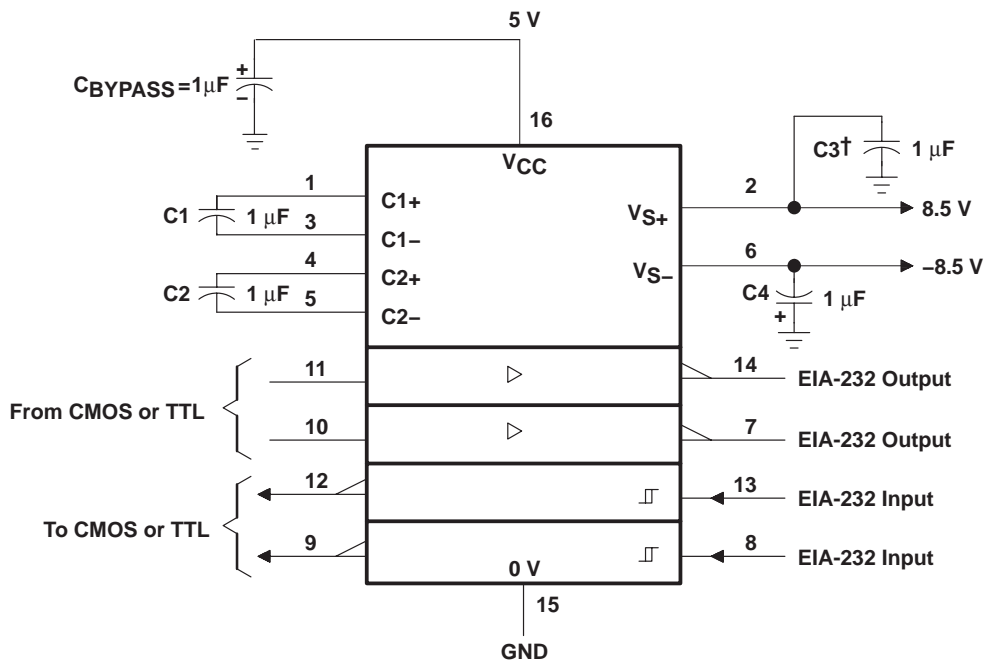 5 V
CBYPASS = 1µF
+
−
16
VCC
C3† 1 µF
1
C1+
C1 1 µF
3
C1−
2
VS+
8.5 V
4
C2+
C2 1 µF
5
C2−
6
VS−
−8.5 V
C4 1 µF
+
From CMOS or TTL
11
14
EIA-232 Output
10
7
EIA-232 Output
To CMOS or TTL
12
13
EIA-232 Input
9
8
EIA-232 Input
0 V
15
GND